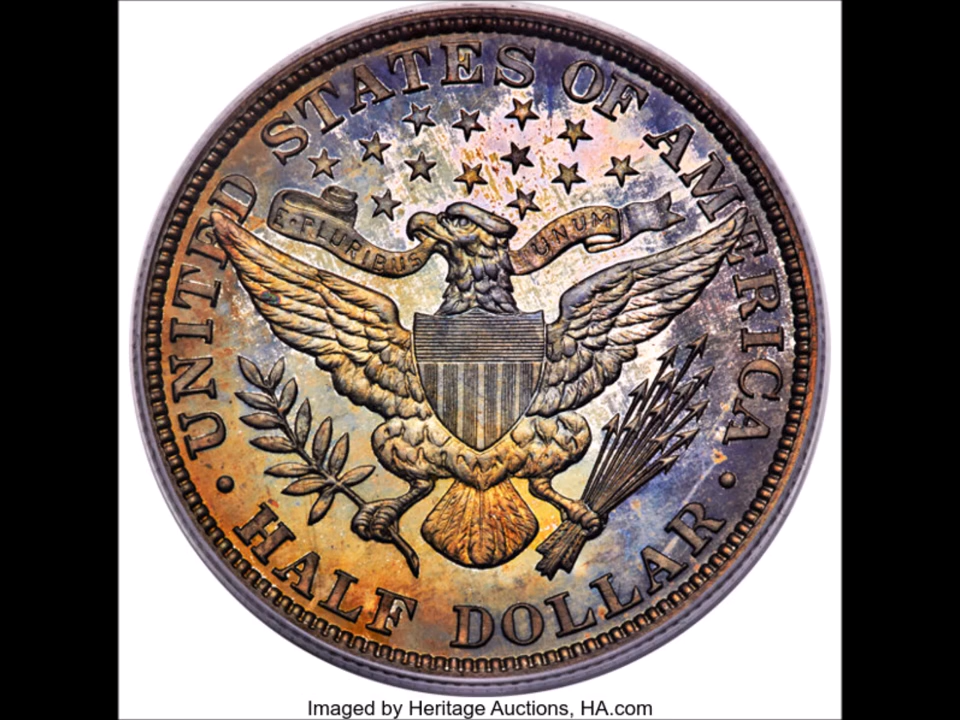 · UNITED STATES OF AMERICA ·
E·PLURIBUS UNUM
HALF DOLLAR
Imaged by Heritage Auctions, HA.com